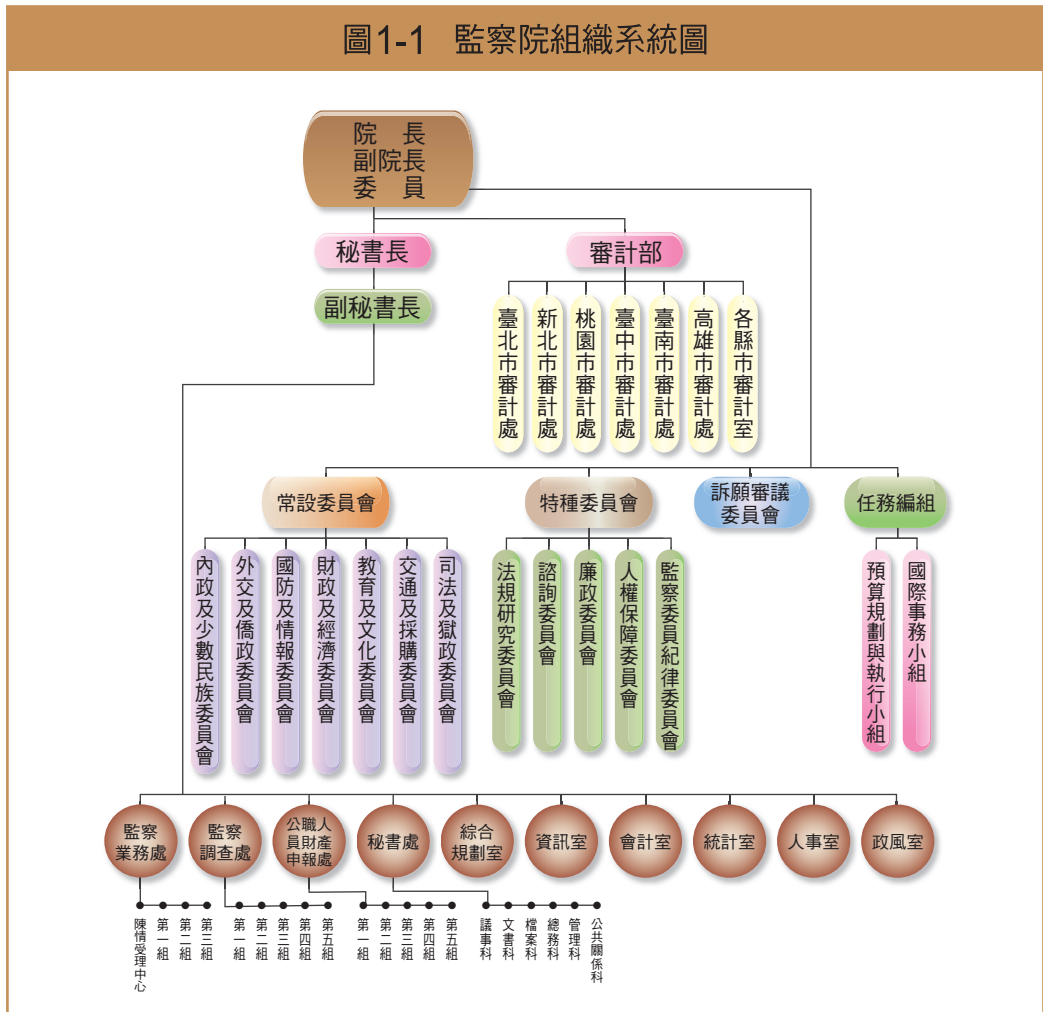 圖1-1 監察院組織系統圖
院　長
副院長
委　員
秘書長
審計部
副秘書長
臺北市審計處
新北市審計處
桃園市審計處
臺中市審計處
臺南市審計處
高雄市審計處
各縣市審計室
常設委員會
特種委員會
訴願審議
委員會
任務編組
內政及少數民族委員會
外交及僑政委員會
國防及情報委員會
財政及經濟委員會
教育及文化委員會
交通及採購委員會
司法及獄政委員會
法規研究委員會
諮詢委員會
廉政委員會
人權保障委員會
監察委員紀律委員會
預算規劃與執行小組
國際事務小組
監察
業務處
監察
調查處
公職人
員財產
申報處
秘書處
綜合
規劃室
資訊室
會計室
統計室
人事室
政風室
陳情受理中心
第一組
第二組
第三組
第一組
第二組
第三組
第四組
第五組
第一組
第二組
第三組
第四組
第五組
議事科
文書科
檔案科
總務科
管理科
公共關係科